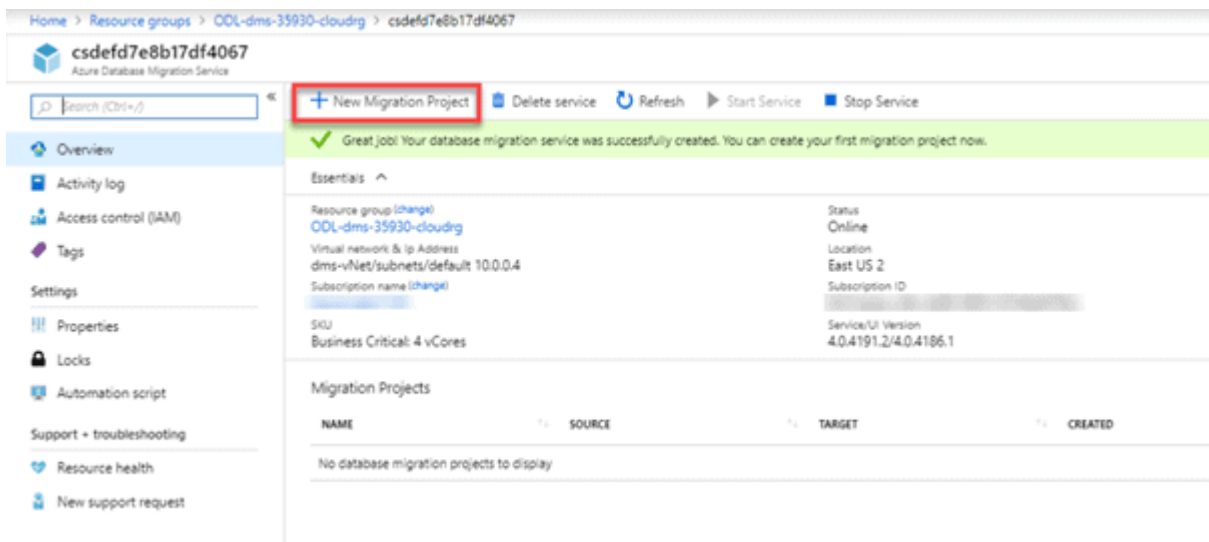 Home > Resource groups > ODL-dms-35930-cloudrg > csdefd7e8b17df4067
csdefd7e8b17df4067
Azure Database Migration Service
Search (Ctrl+/)
Overview
Activity log
Access control (IAM)
Tags
Settings
Properties
Locks
Automation script
Support + troubleshooting
Resource health
New support request
New Migration Project Delete service Refresh Start Service Stop Service
Great job! Your database migration service was successfully created. You can create your first migration project now.
Essentials
Resource group (change)
ODL-dms-35930-cloudrg
Virtual network & Ip Address
dms-vNet/subnets/default 10.0.0.4
Subscription name (change)
SKU
Business Critical: 4 vCores
Status
Online
Location
East US 2
Subscription ID
Service/UI Version
4.0.4191.2/4.0.4186.1
Migration Projects
NAME SOURCE TARGET CREATED
No database migration projects to display